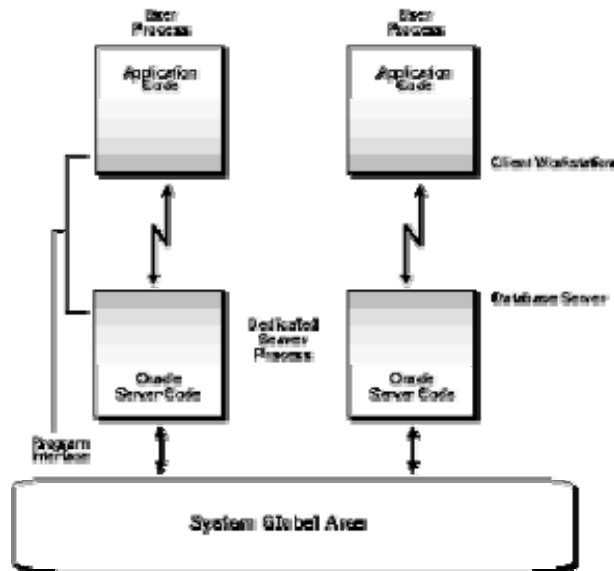 User
Process
User
Process
Application
Code
Application
Code
Client Workstation
Database Server
Dedicated
Server
Process
Oracle
Server Code
Oracle
Server Code
Program
Interface
System Global Area